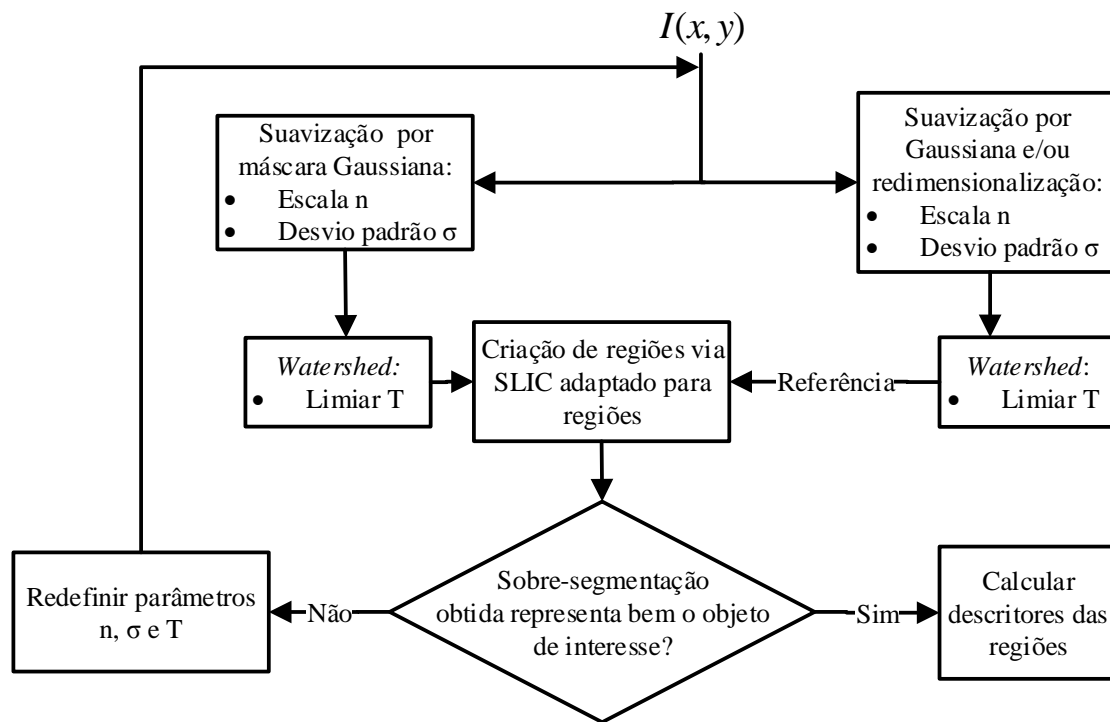 I(x, y)
Suavização por
máscara Gaussiana:
• Escala n
• Desvio padrão σ
Suavização por
Gaussiana e/ou
redimensionalização:
• Escala n
• Desvio padrão σ
Watershed:
• Limiar T
Criação de regiões via
SLIC adaptado para
regiões
Referência
Watershed:
• Limiar T
Redefinir parâmetros
n, σ e T
Não
Sobre-segmentação
obtida representa bem o objeto
de interesse?
Sim
Calcular
descritores das
regiões